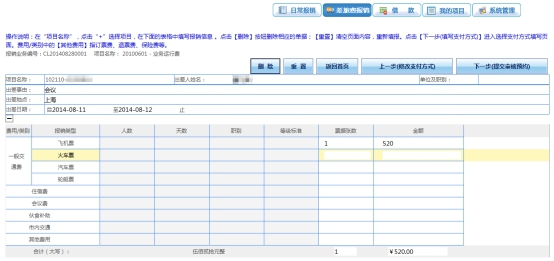 日常报销 差旅费报销 借 款 我的项目 系统管理
操作说明：在“项目名称”，点击“+”选择项目，在下方的表格中填写报销信息。点击【删除】按钮删除相应的单据；【重置】清空页面内容，重新填报。点击【下一步(填写支付方式)】进入选择支付方式填写页
面。费用/类别中的【其他费用】指订票费、退票费、保险费等。
报销业务编号：CL201408280001 项目名称： 20100601 - 业务运行费
删 除 重 置 返回首页 上一步(修改支付方式) 下一步(提交审核预约)
项目名称： 102110- 出差人姓名： 单位及职别：
出差事由： 会议
出差地点： 上海
出差日期： 自2014-08-11 至2014-08-12 止
费用/类别 报销类型 人数 天数 职别 等级标准 票据张数 金额
一般交通费 飞机票 1 520
火车票
汽车票
轮船票
住宿费
会议费
伙食补助
市内交通
其他费用
合计（大写）： 伍佰贰拾元整 1 ￥520.00